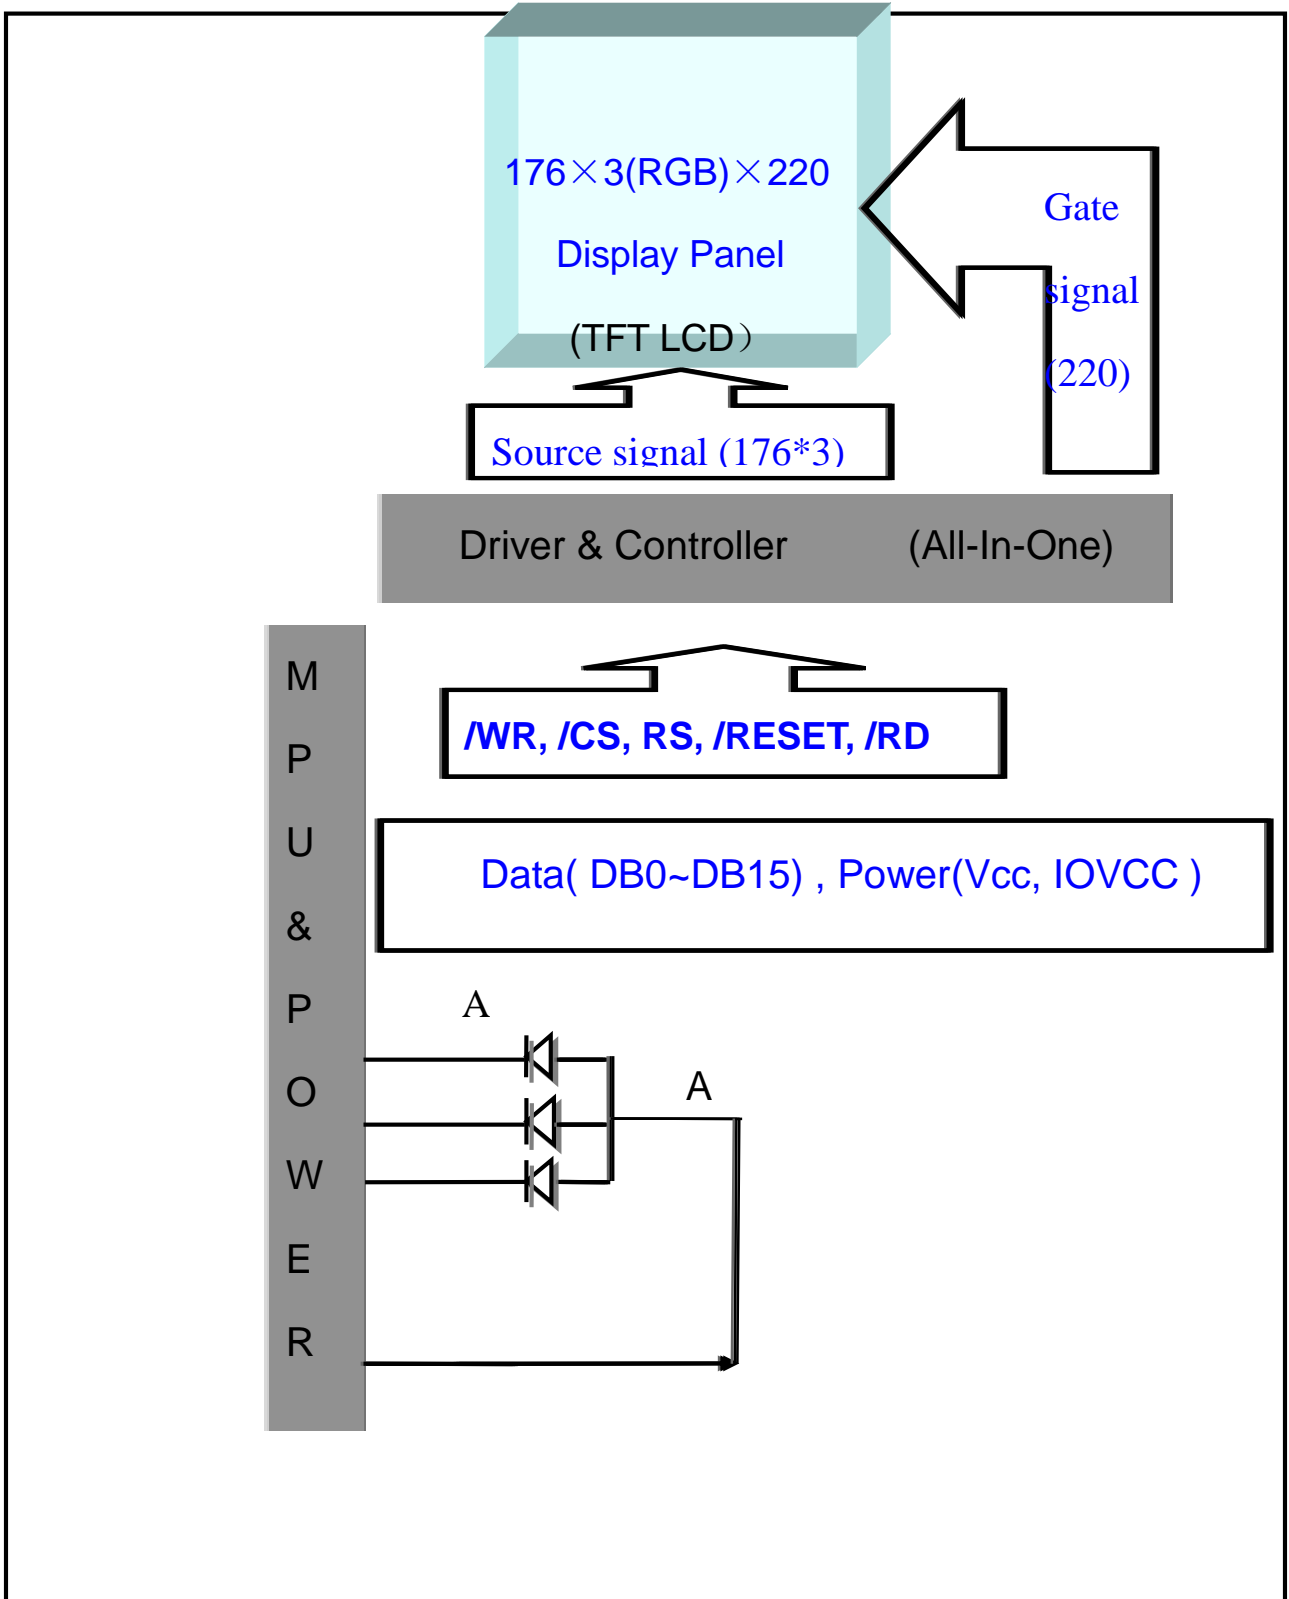 176×3(RGB)×220
Display Panel
(TFT LCD）
Gate
signal
(220)
Source signal (176*3)
Driver & Controller (All-In-One)
M
P
U
&
P
O
W
E
R
/WR, /CS, RS, /RESET, /RD
Data( DB0~DB15) , Power(Vcc, IOVCC )
A
A